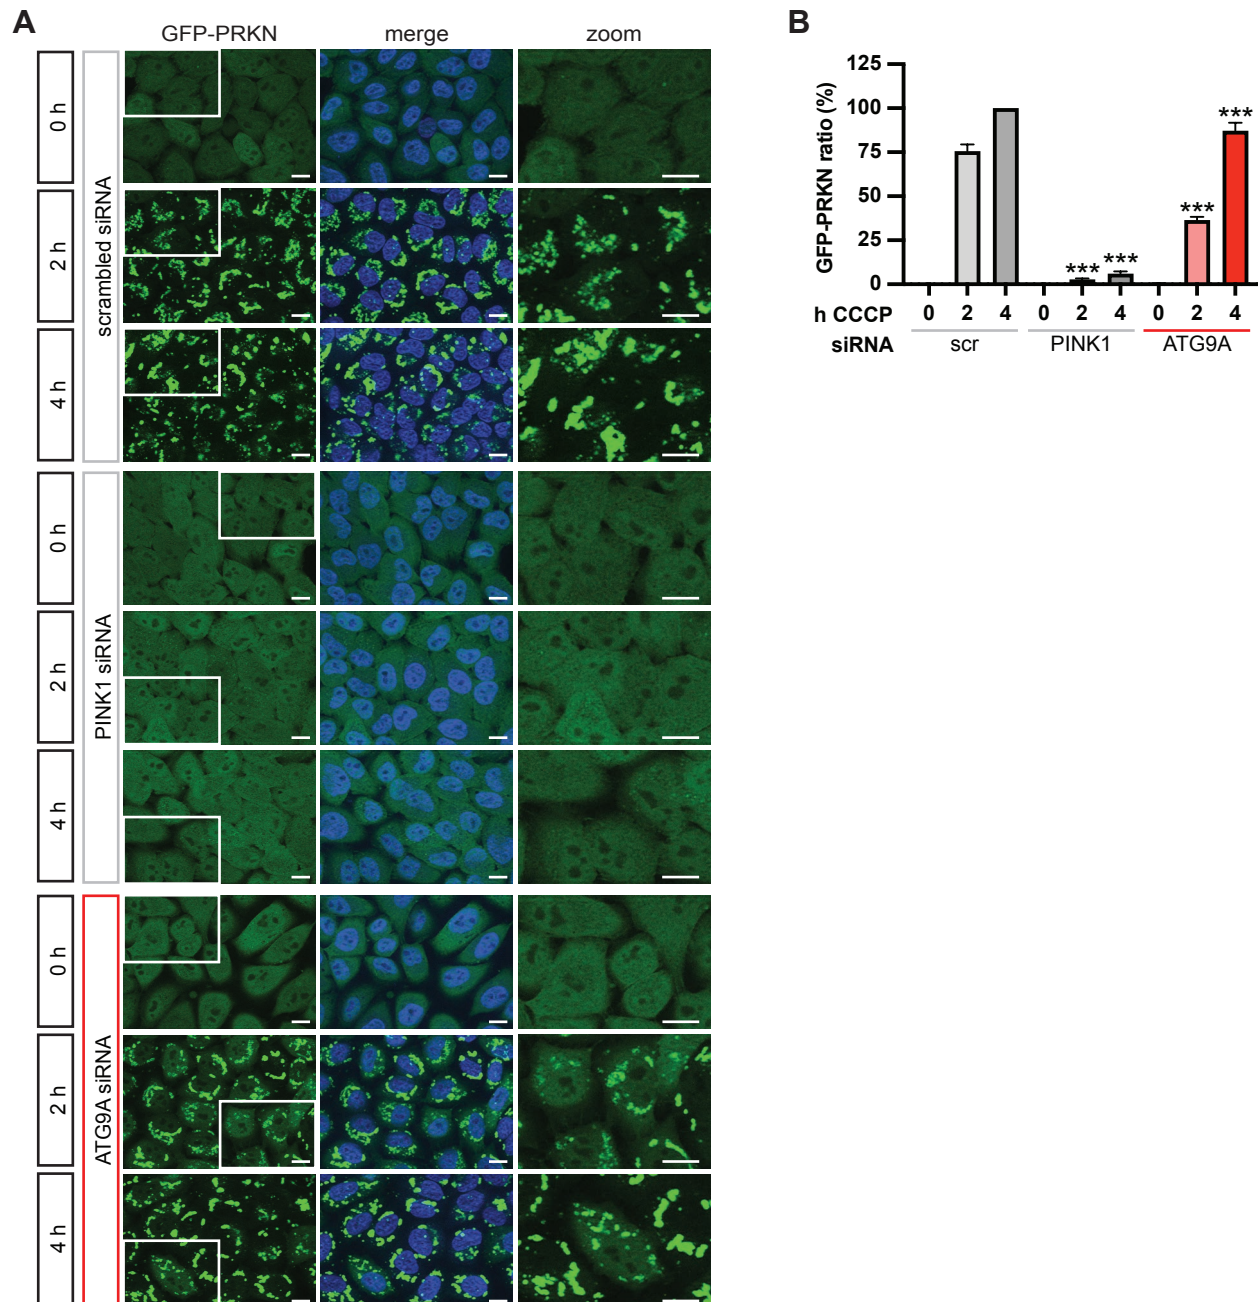 A
GFP-PRKN merge zoom
scrambled siRNA
0 h
2 h
4 h
PINK1 siRNA
0 h
2 h
4 h
ATG9A siRNA
0 h
2 h
4 h
B
GFP-PRKN ratio (%)
125
100
75
50
25
0
*** *** *** ***
h CCCP 0 2 4 0 2 4 0 2 4
siRNA scr PINK1 ATG9A